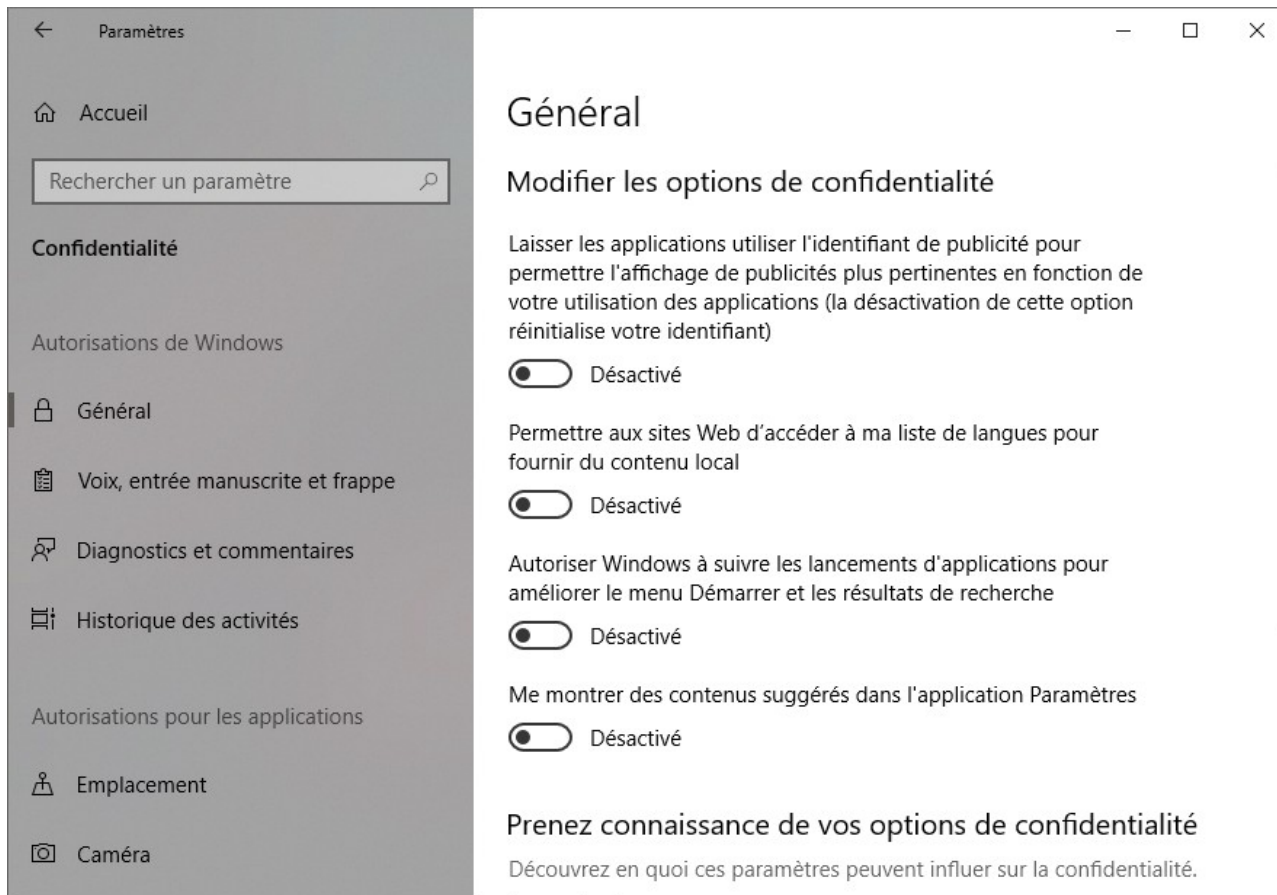 Paramètres
Accueil
Rechercher un paramètre
Confidentialité
Autorisations de Windows
Général
Voix, entrée manuscrite et frappe
Diagnostics et commentaires
Historique des activités
Autorisations pour les applications
Emplacement
Caméra
Général
Modifier les options de confidentialité
Laisser les applications utiliser l'identifiant de publicité pour
permettre l'affichage de publicités plus pertinentes en fonction de
votre utilisation des applications (la désactivation de cette option
réinitialise votre identifiant)
Désactivé
Permettre aux sites Web d’accéder à ma liste de langues pour
fournir du contenu local
Désactivé
Autoriser Windows à suivre les lancements d'applications pour
améliorer le menu Démarrer et les résultats de recherche
Désactivé
Me montrer des contenus suggérés dans l'application Paramètres
Désactivé
Prenez connaissance de vos options de confidentialité
Découvrez en quoi ces paramètres peuvent influer sur la confidentialité.